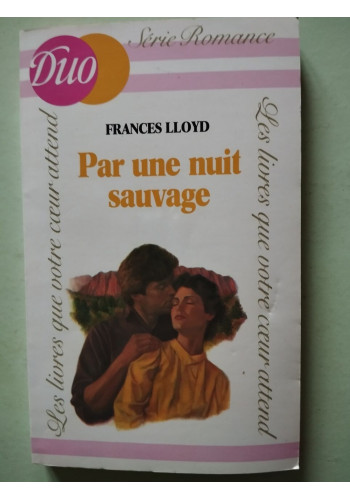 Duo
Série Romance
FRANCES LLOYD
Par une nuit
sauvage
Les livres que votre cœur attend
Les livres que votre cœur attend